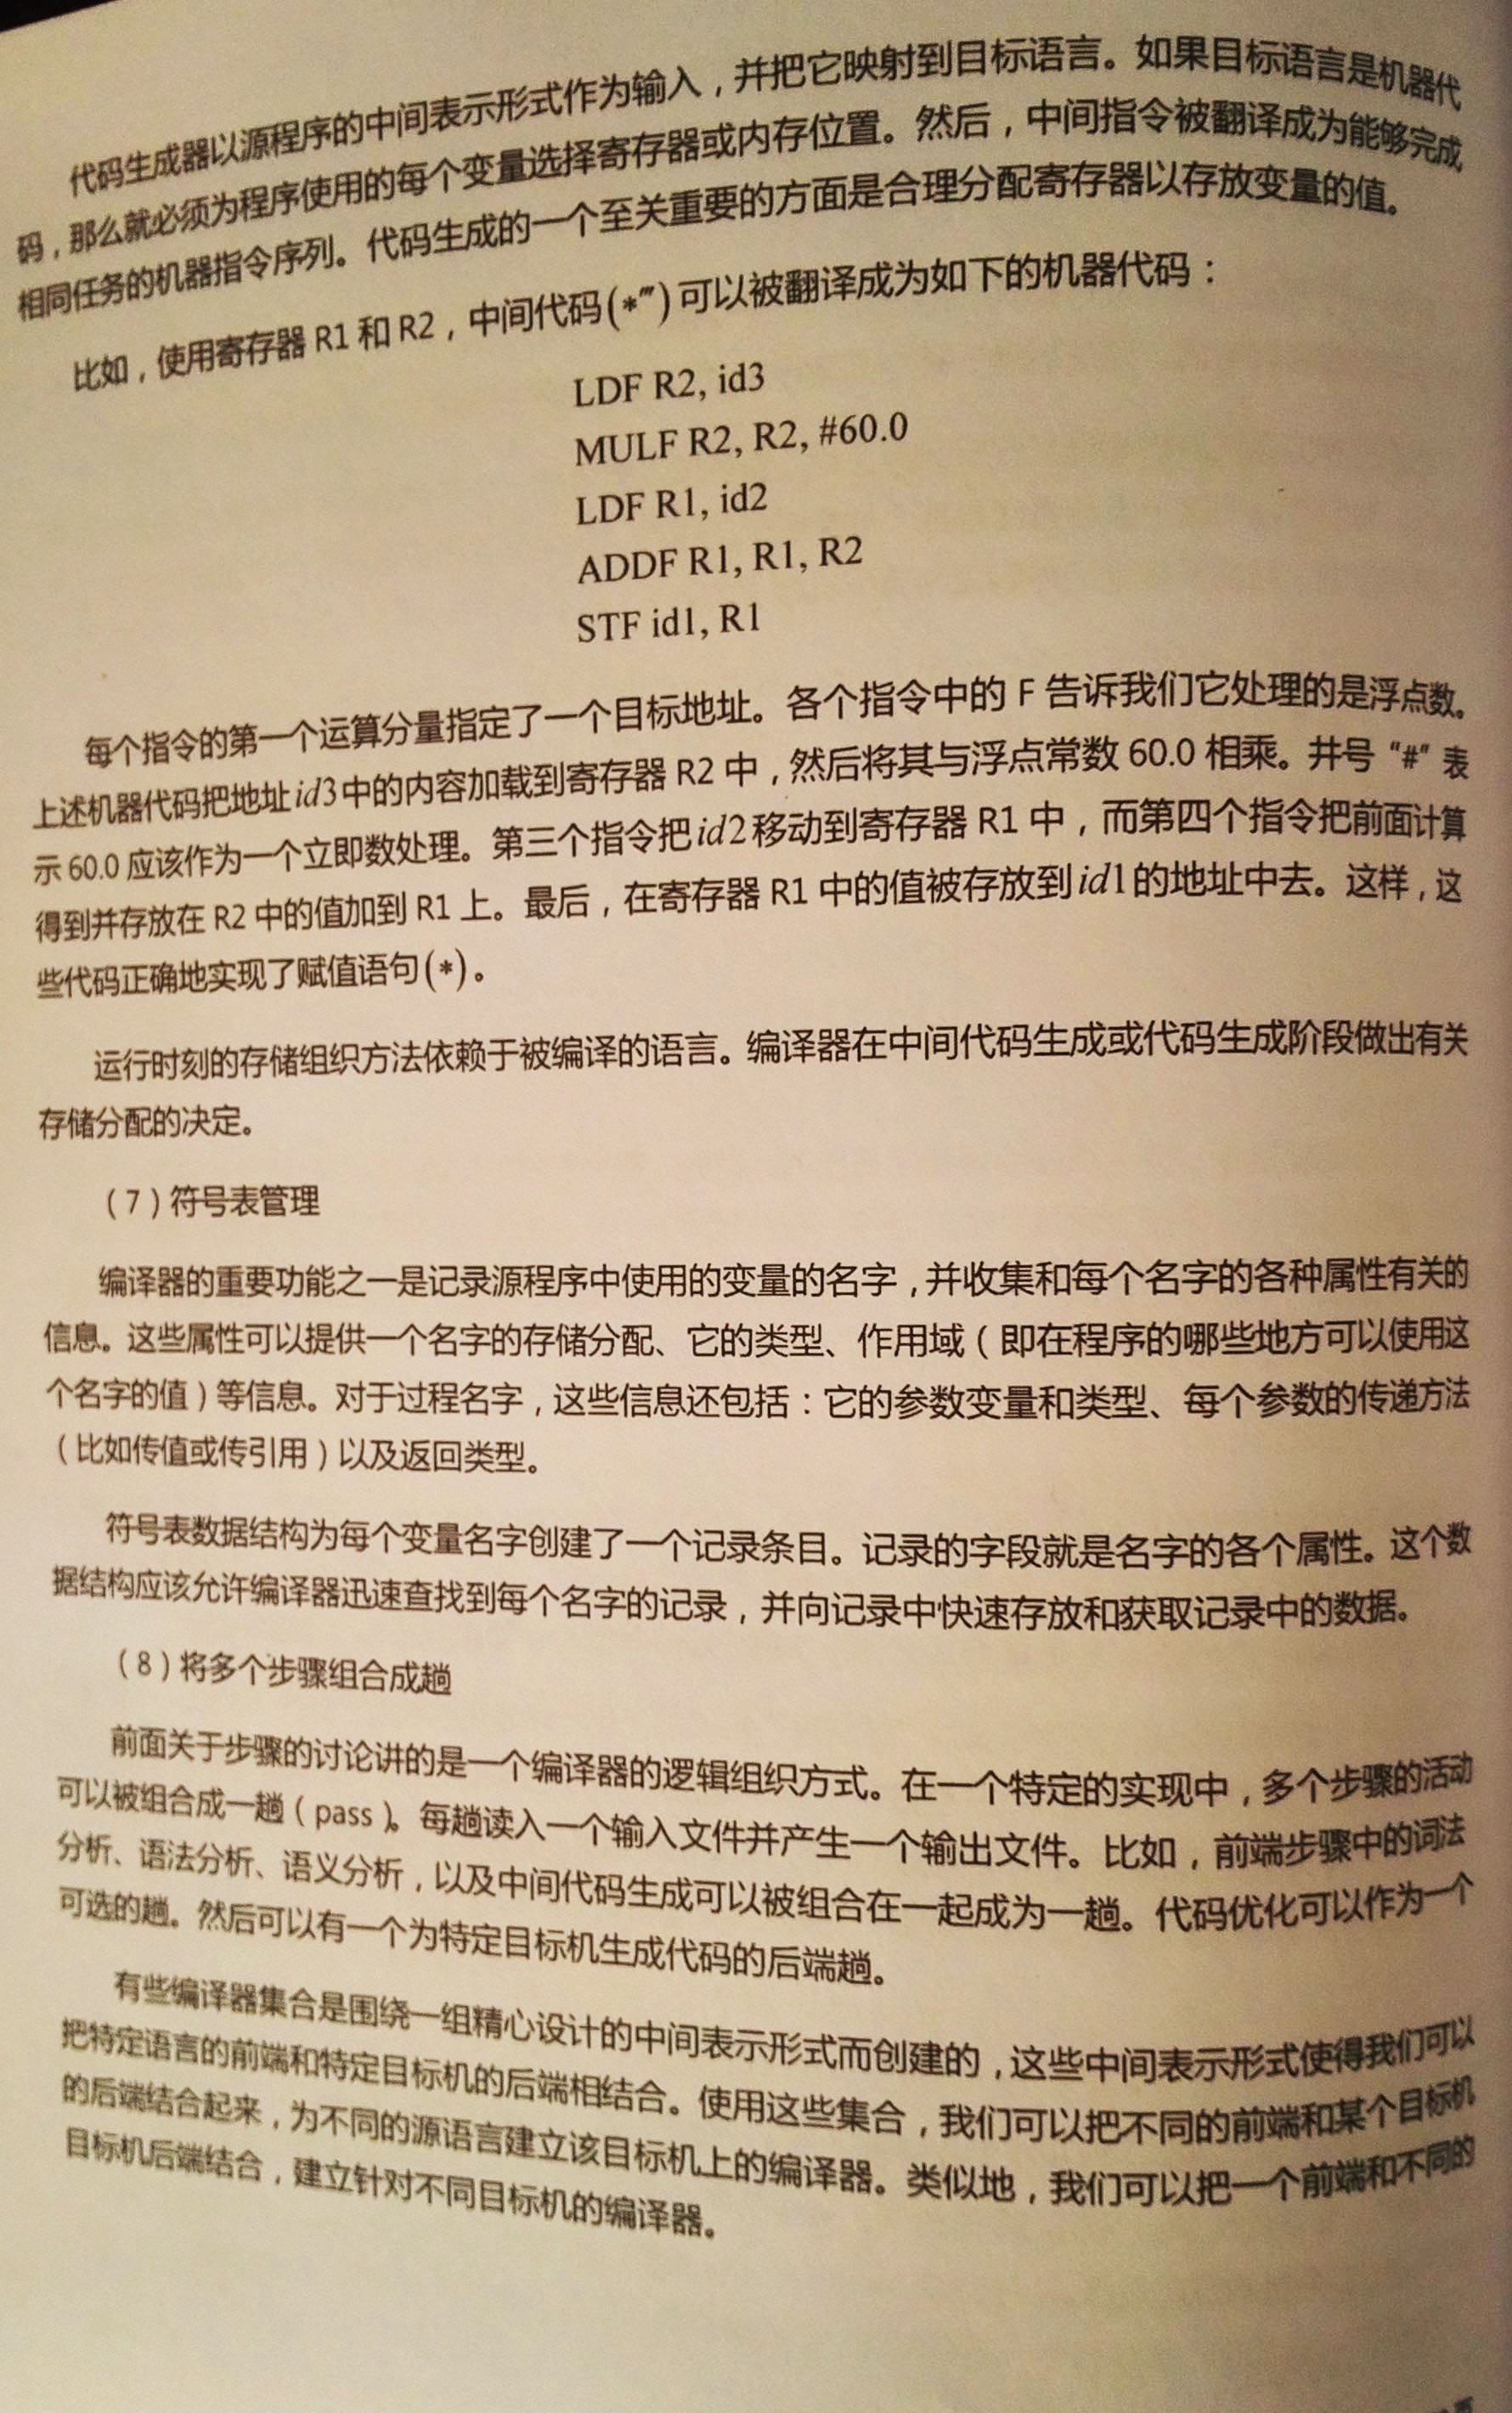 代码生成器以源程序的中间表示形式作为输入，并把它映射到目标语言。如果目标语言是机器代
码，那么就必须为程序使用的每个变量选择寄存器或内存位置。然后，中间指令被翻译成为能够完成
相同任务的机器指令序列。代码生成的一个至关重要的方面是合理分配寄存器以存放变量的值。
比如，使用寄存器 R1 和 R2，中间代码(*‴)可以被翻译成为如下的机器代码：
LDF R2, id3
MULF R2, R2, #60.0
LDF R1, id2
ADDF R1, R1, R2
STF id1, R1
每个指令的第一个运算分量指定了一个目标地址。各个指令中的 F 告诉我们它处理的是浮点数。
上述机器代码把地址id3中的内容加载到寄存器 R2 中，然后将其与浮点常数 60.0 相乘。井号“#”表
示 60.0 应该作为一个立即数处理。第三个指令把id2移动到寄存器 R1 中，而第四个指令把前面计算
得到并存放在 R2 中的值加到 R1 上。最后，在寄存器 R1 中的值被存放到id1的地址中去。这样，这
些代码正确地实现了赋值语句(*)。
运行时刻的存储组织方法依赖于被编译的语言。编译器在中间代码生成或代码生成阶段做出有关
存储分配的决定。
（7）符号表管理
编译器的重要功能之一是记录源程序中使用的变量的名字，并收集和每个名字的各种属性有关的
信息。这些属性可以提供一个名字的存储分配、它的类型、作用域（即在程序的哪些地方可以使用这
个名字的值）等信息。对于过程名字，这些信息还包括：它的参数变量和类型、每个参数的传递方法
（比如传值或传引用）以及返回类型。
符号表数据结构为每个变量名字创建了一个记录条目。记录的字段就是名字的各个属性。这个数
据结构应该允许编译器迅速查找到每个名字的记录，并向记录中快速存放和获取记录中的数据。
（8）将多个步骤组合成趟
前面关于步骤的讨论讲的是一个编译器的逻辑组织方式。在一个特定的实现中，多个步骤的活动
可以被组合成一趟（pass）。每趟读入一个输入文件并产生一个输出文件。比如，前端步骤中的词法
分析、语法分析、语义分析，以及中间代码生成可以被组合在一起成为一趟。代码优化可以作为一个
可选的趟。然后可以有一个为特定目标机生成代码的后端趟。
有些编译器集合是围绕一组精心设计的中间表示形式而创建的，这些中间表示形式使得我们可以
把特定语言的前端和特定目标机的后端相结合。使用这些集合，我们可以把不同的前端和某个目标机
的后端结合起来，为不同的源语言建立该目标机上的编译器。类似地，我们可以把一个前端和不同的
目标机后端结合，建立针对不同目标机的编译器。